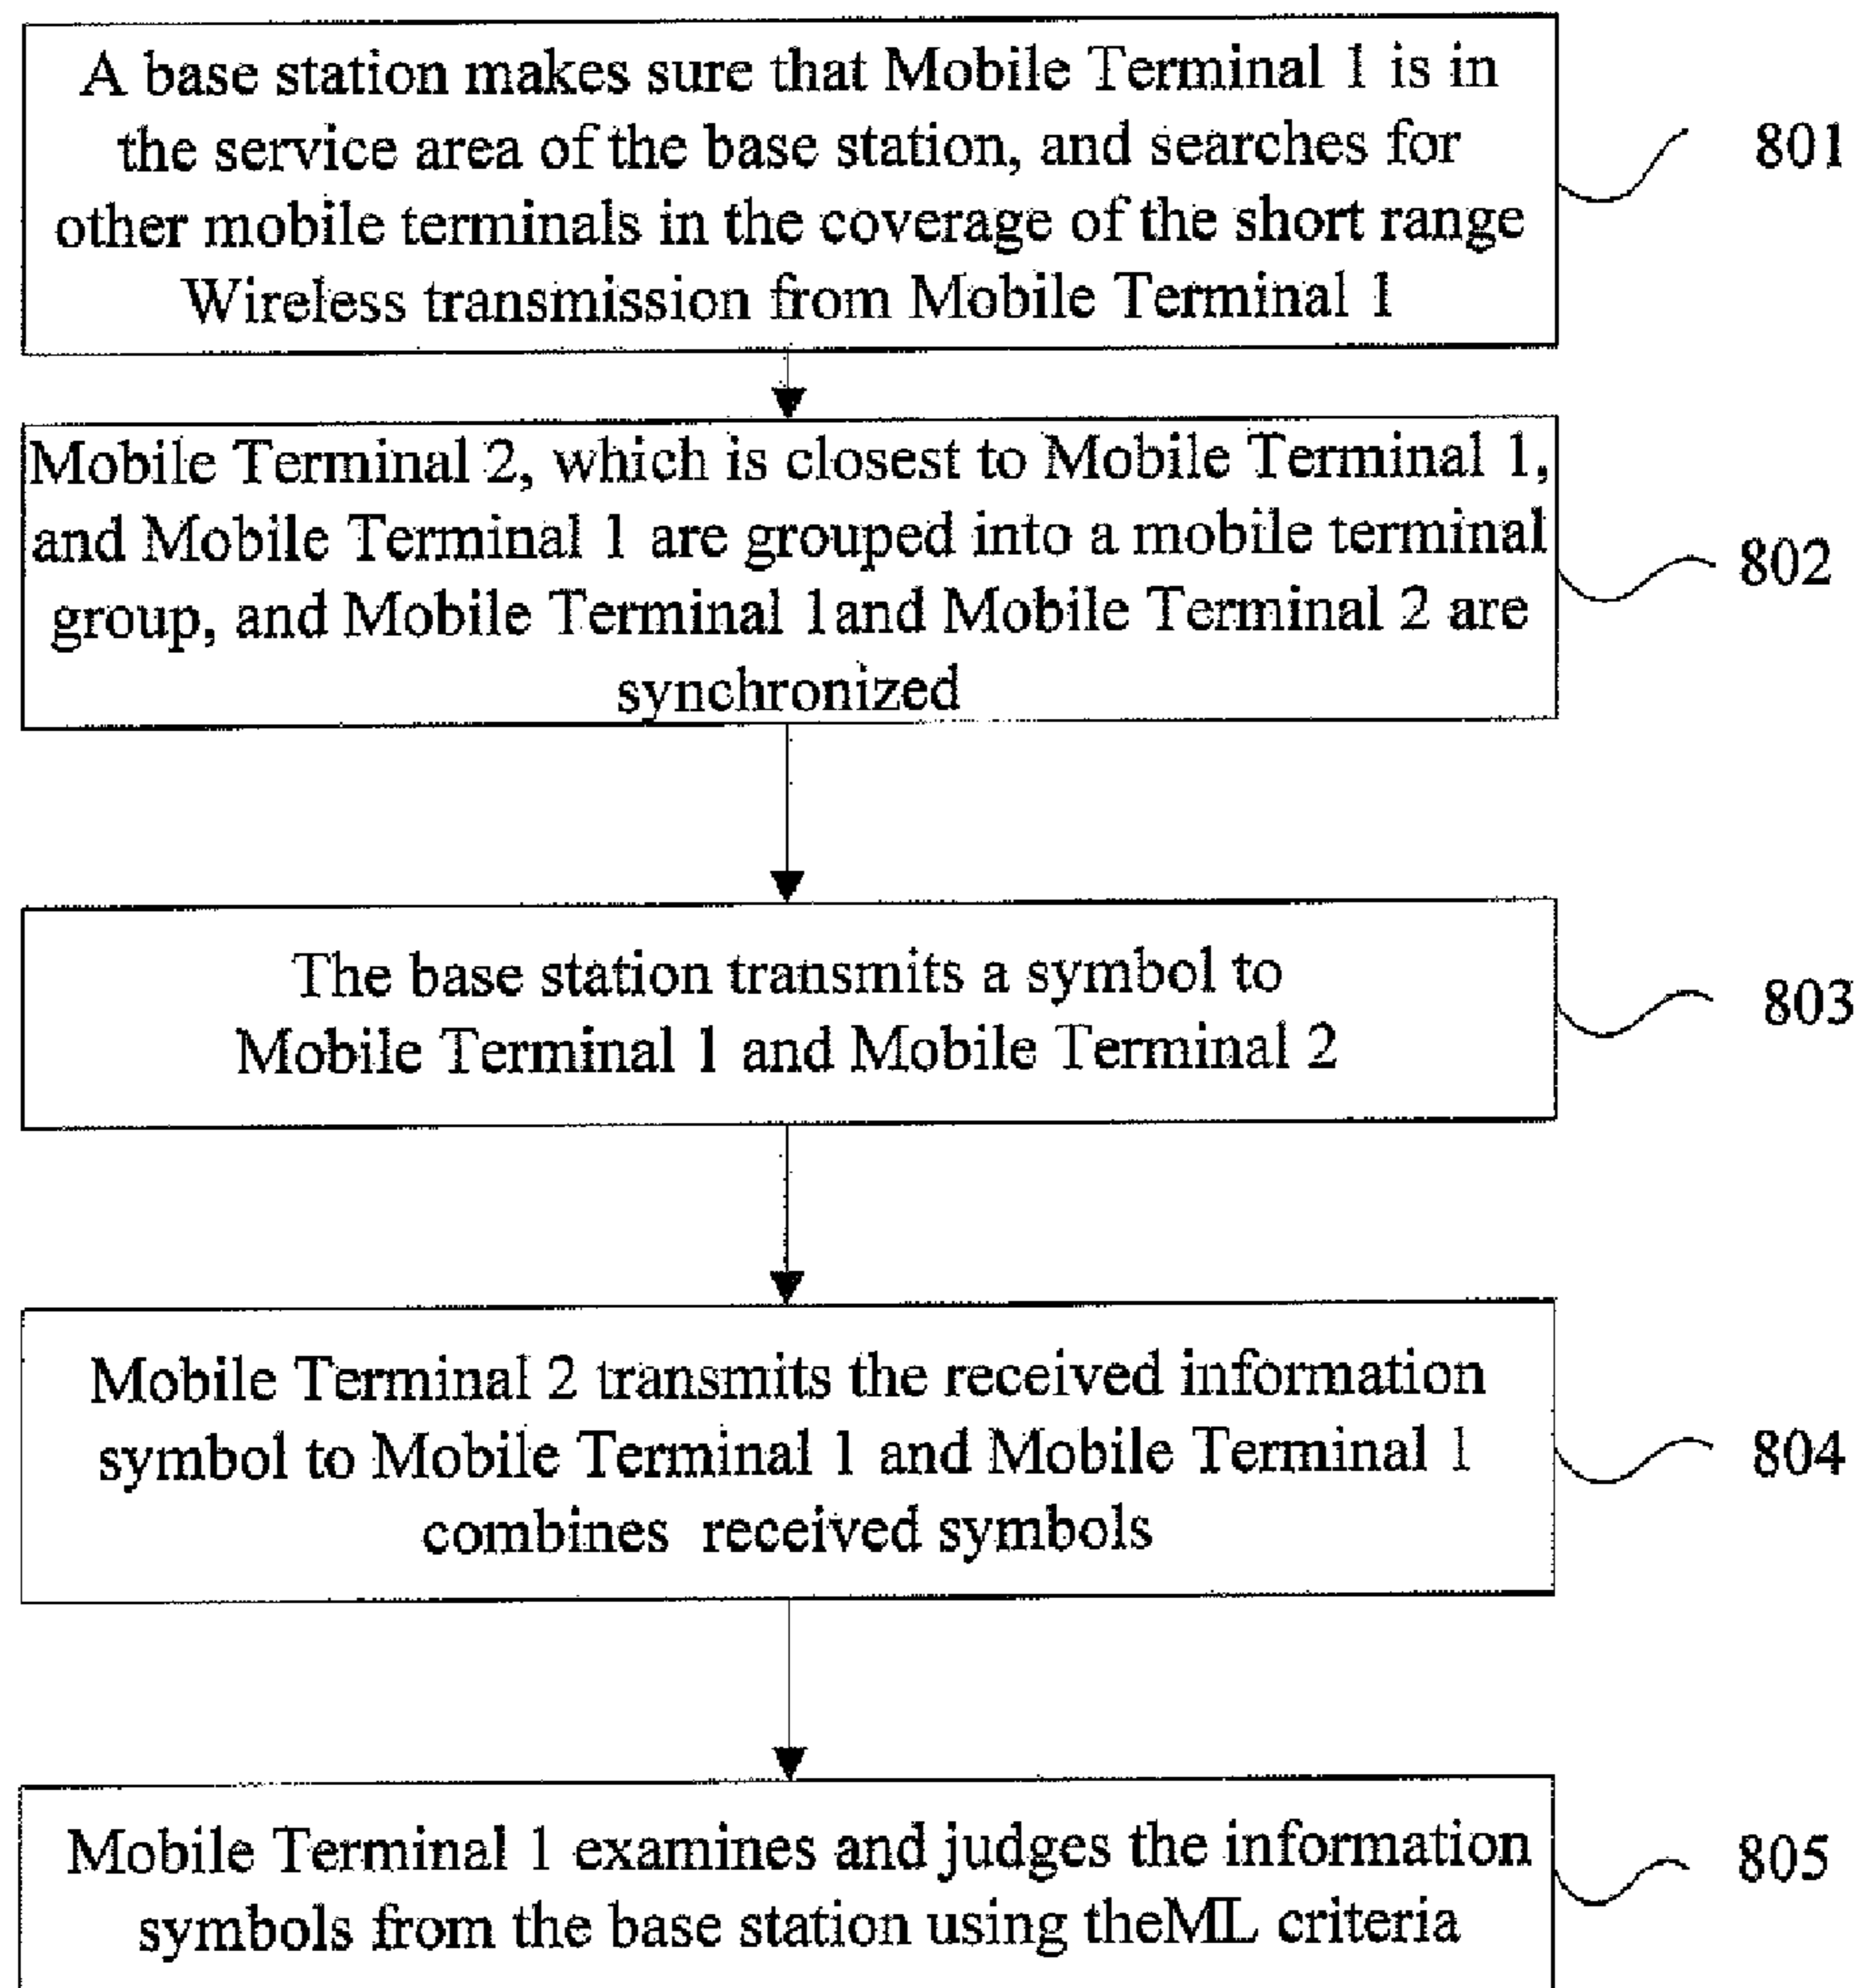 A base station makes sure that Mobile Terminal 1 is in
the service area of the base station, and searches for
other mobile terminals in the coverage of the short range
Wireless transmission from Mobile Terminal 1
801
Mobile Terminal 2, which is closest to Mobile Terminal 1,
and Mobile Terminal 1 are grouped into a mobile terminal
group, and Mobile Terminal 1and Mobile Terminal 2 are
synchronized
802
The base station transmits a symbol to
Mobile Terminal 1 and Mobile Terminal 2
803
Mobile Terminal 2 transmits the received information
symbol to Mobile Terminal 1 and Mobile Terminal 1
combines received symbols
804
Mobile Terminal 1 examines and judges the information
symbols from the base station using theML criteria
805